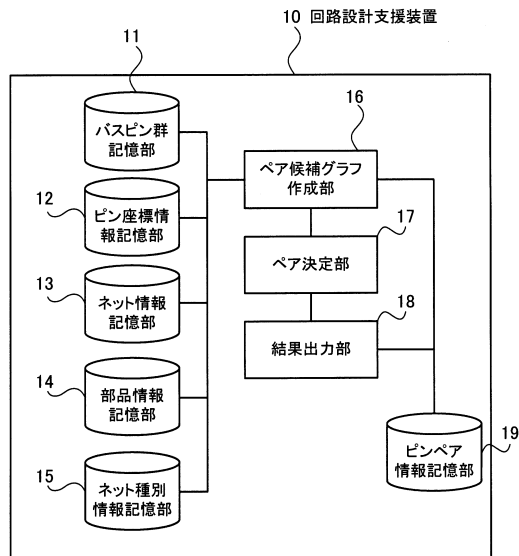 10 回路設計支援装置
11
バスピン群
記憶部
12
ピン座標情
報記憶部
13
ネット情報
記憶部
14
部品情報
記憶部
15
ネット種別
情報記憶部
16
ペア候補グラフ
作成部
17
ペア決定部
18
結果出力部
19
ピンペア
情報記憶部